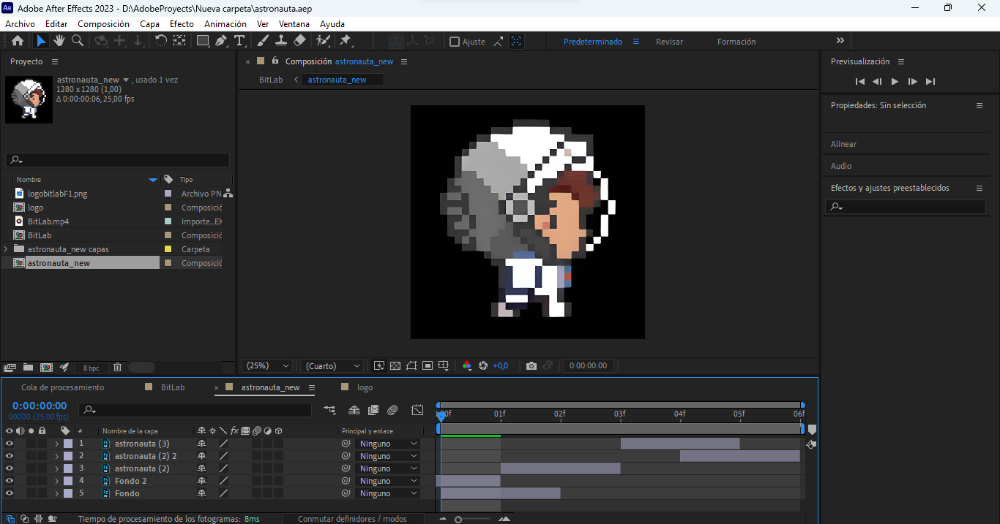 Adobe After Effects 2023 - D:\AdobeProyects\Nueva carpeta\astronauta.aep
Archivo Editar Composición Capa Efecto Animación Ver Ventana Ayuda
Ajuste Predeterminado Revisar Formación
Proyecto
astronauta_new , usado 1 vez
1280 x 1280 (1,00)
Δ 0:00:00:06, 25,00 fps
Nombre Tipo
logobitlabF1.png Archivo PN
logo Composició
BitLab.mp4 Importe...EX
BitLab Composició
astronauta_new capas Carpeta
astronauta_new Composició
8 bpc
Composición astronauta_new
BitLab < astronauta_new
(25%) (Cuarto) +0,0 0:00:00:00
Previsualización
Propiedades: Sin selección
Alinear
Audio
Efectos y ajustes preestablecidos
Cola de procesamiento BitLab astronauta_new logo
0:00:00:00
00000 (25.00 fps)
):00f 01f 02f 03f 04f 05f 06f
# Nombre de la capa fx Principal y enlace
1 astronauta (3) Ninguno
2 astronauta (2) 2 Ninguno
3 astronauta (2) Ninguno
4 Fondo 2 Ninguno
5 Fondo Ninguno
Tiempo de procesamiento de los fotogramas: 8ms Conmutar definidores / modos